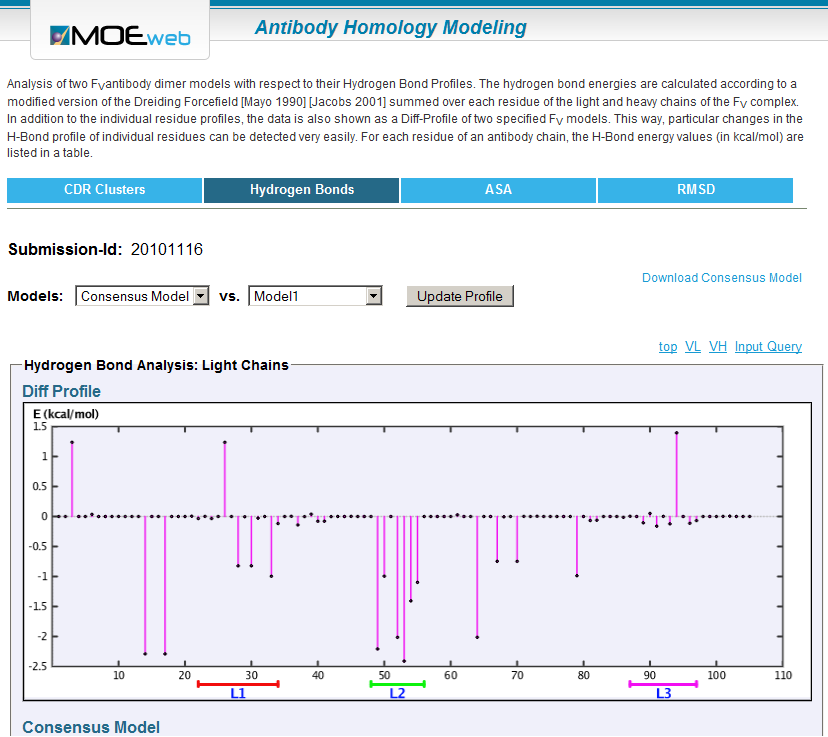 MOEweb
Antibody Homology Modeling
Analysis of two FVantibody dimer models with respect to their Hydrogen Bond Profiles. The hydrogen bond energies are calculated according to a
modified version of the Dreiding Forcefield [Mayo 1990] [Jacobs 2001] summed over each residue of the light and heavy chains of the FV complex.
In addition to the individual residue profiles, the data is also shown as a Diff-Profile of two specified FV models. This way, particular changes in the
H-Bond profile of individual residues can be detected very easily. For each residue of an antibody chain, the H-Bond energy values (in kcal/mol) are
listed in a table.
CDR Clusters Hydrogen Bonds ASA RMSD
Submission-Id: 20101116
Download Consensus Model
Models: Consensus Model vs. Model1 Update Profile
top VL VH Input Query
Hydrogen Bond Analysis: Light Chains
Diff Profile
E (kcal/mol)
1.5
1
0.5
0
-0.5
-1
-1.5
-2
-2.5
10 20 30 40 50 60 70 80 90 100 110
L1 L2 L3
Consensus Model